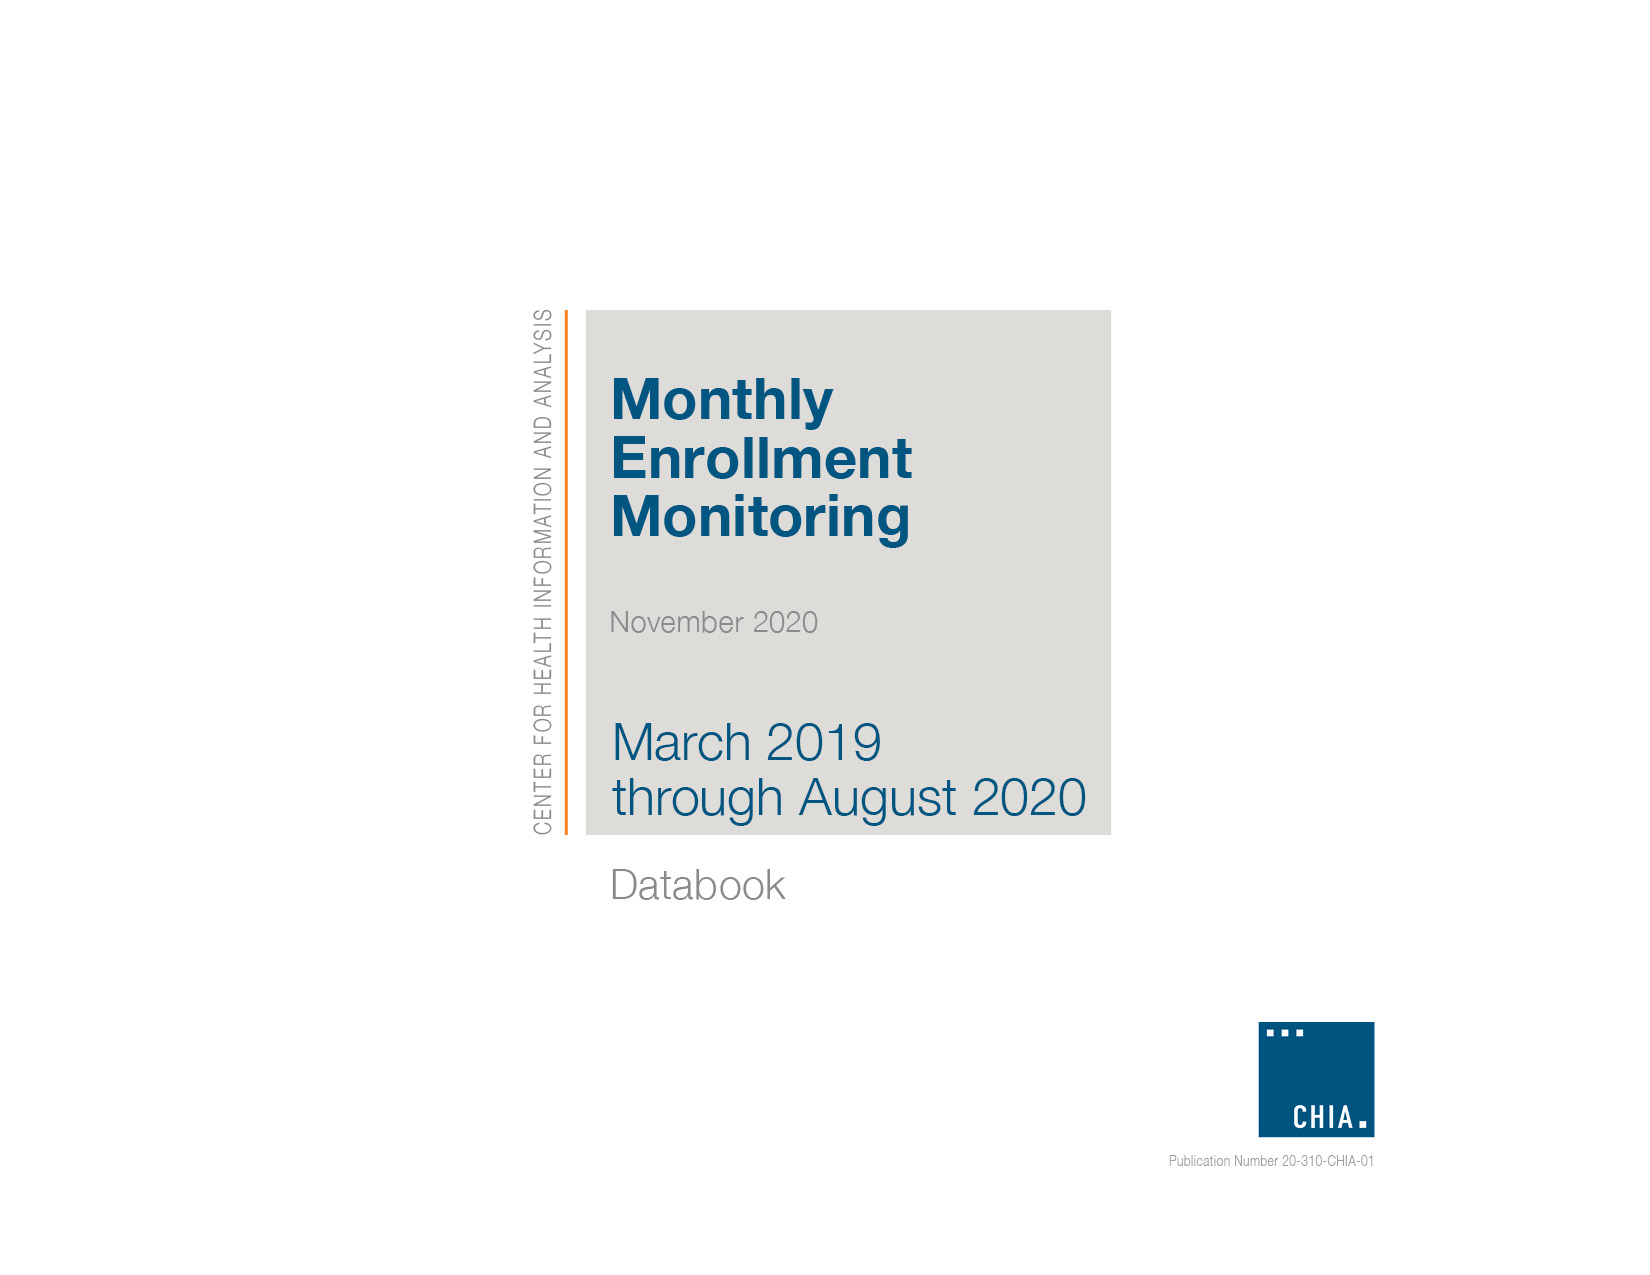 CENTER FOR HEALTH INFORMATION AND ANALYSIS
Monthly
Enrollment
Monitoring
November 2020
March 2019
through August 2020
Databook
CHIA.
Publication Number 20-310-CHIA-01